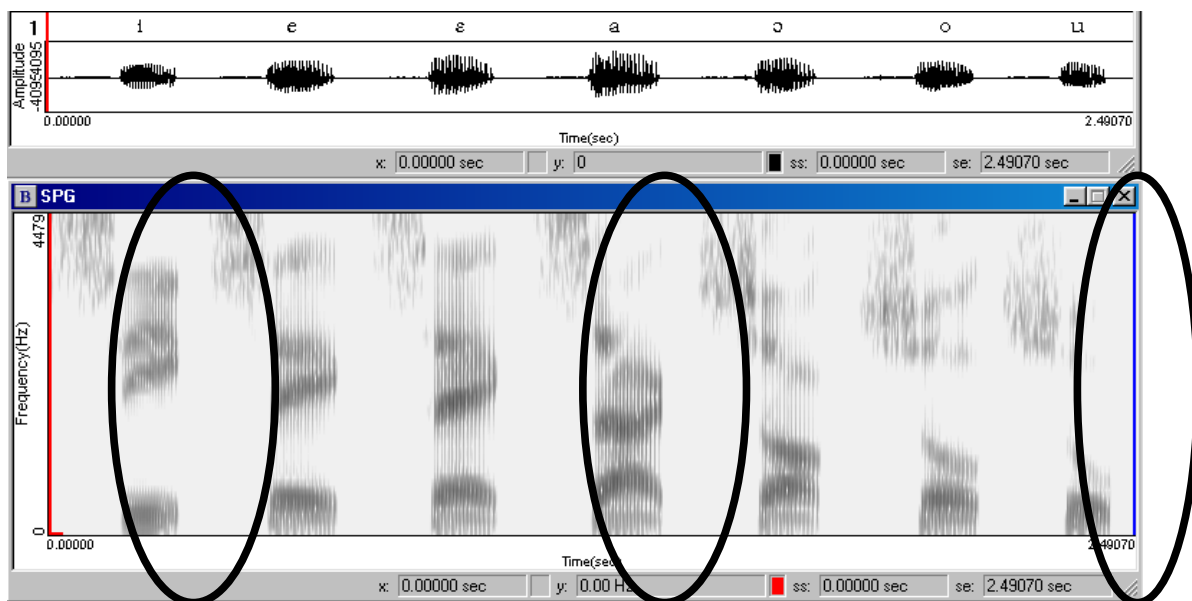 1 i e ɛ a ɔ o u
Amplitude
-4095 4095
0.00000 2.49070
Time(sec)
x: 0.00000 sec y: 0 ss: 0.00000 sec se: 2.49070 sec
B SPG
4479
Frequency(Hz)
0
0.00000 2.49070
Time(sec)
x: 0.00000 sec y: 0.00 Hz ss: 0.00000 sec se: 2.49070 sec